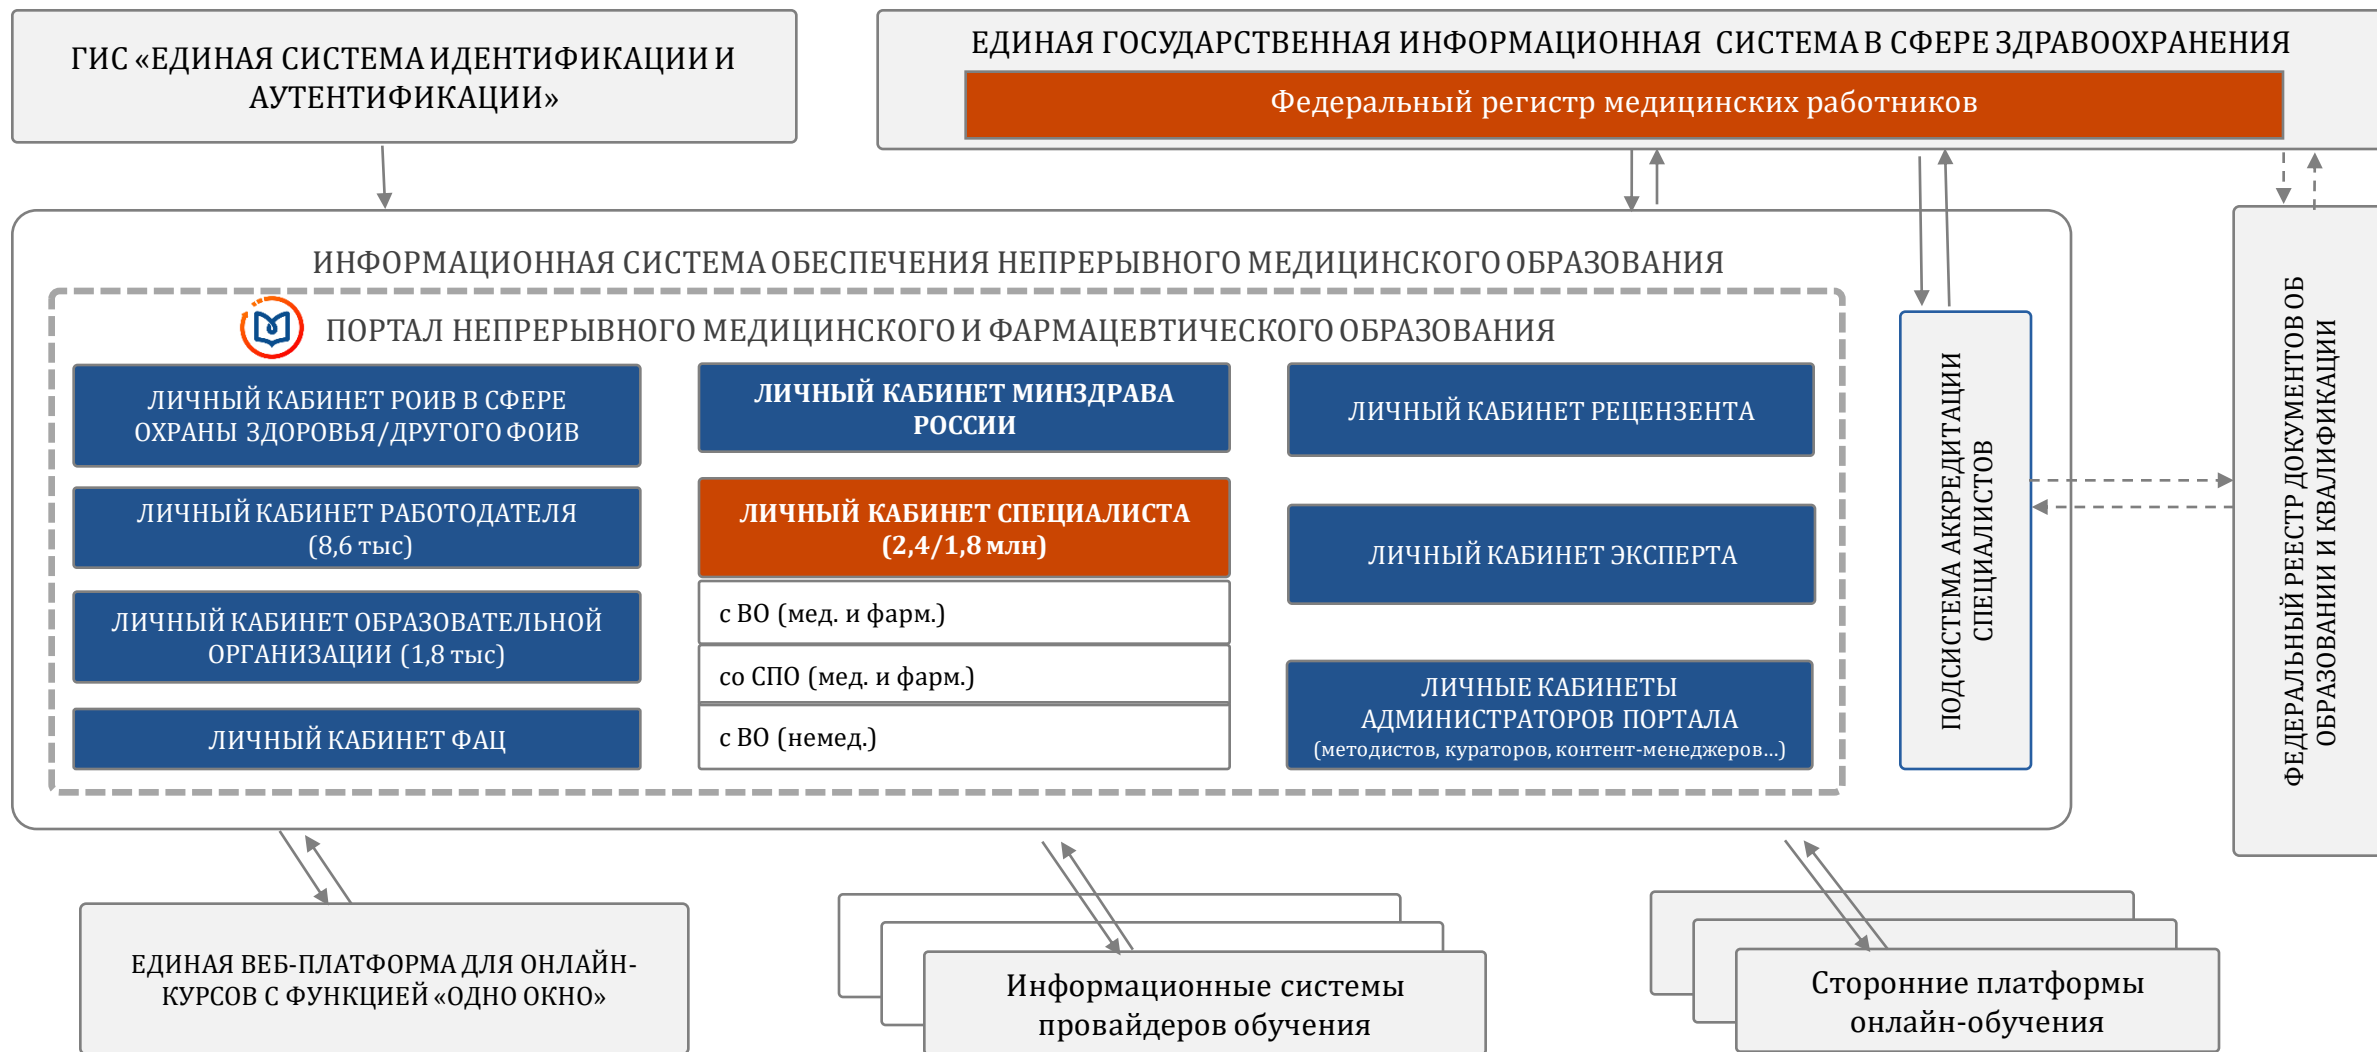 ГИС «ЕДИНАЯ СИСТЕМА ИДЕНТИФИКАЦИИ И
АУТЕНТИФИКАЦИИ»
ЕДИНАЯ ГОСУДАРСТВЕННАЯ ИНФОРМАЦИОННАЯ СИСТЕМА В СФЕРЕ ЗДРАВООХРАНЕНИЯ
Федеральный регистр медицинских работников
ИНФОРМАЦИОННАЯ СИСТЕМА ОБЕСПЕЧЕНИЯ НЕПРЕРЫВНОГО МЕДИЦИНСКОГО ОБРАЗОВАНИЯ
ПОРТАЛ НЕПРЕРЫВНОГО МЕДИЦИНСКОГО И ФАРМАЦЕВТИЧЕСКОГО ОБРАЗОВАНИЯ
ЛИЧНЫЙ КАБИНЕТ РОИВ В СФЕРЕ
ОХРАНЫ ЗДОРОВЬЯ/ДРУГОГО ФОИВ
ЛИЧНЫЙ КАБИНЕТ РАБОТОДАТЕЛЯ
(8,6 тыс)
ЛИЧНЫЙ КАБИНЕТ ОБРАЗОВАТЕЛЬНОЙ
ОРГАНИЗАЦИИ (1,8 тыс)
ЛИЧНЫЙ КАБИНЕТ ФАЦ
ЛИЧНЫЙ КАБИНЕТ МИНЗДРАВА
РОССИИ
ЛИЧНЫЙ КАБИНЕТ СПЕЦИАЛИСТА
(2,4/1,8 млн)
с ВО (мед. и фарм.)
со СПО (мед. и фарм.)
с ВО (немед.)
ЛИЧНЫЙ КАБИНЕТ РЕЦЕНЗЕНТА
ЛИЧНЫЙ КАБИНЕТ ЭКСПЕРТА
ЛИЧНЫЕ КАБИНЕТЫ
АДМИНИСТРАТОРОВ ПОРТАЛА
(методистов, кураторов, контент-менеджеров...)
ПОДСИСТЕМА АККРЕДИТАЦИИ
СПЕЦИАЛИСТОВ
ФЕДЕРАЛЬНЫЙ РЕЕСТР ДОКУМЕНТОВ ОБ
ОБРАЗОВАНИИ И КВАЛИФИКАЦИИ
ЕДИНАЯ ВЕБ-ПЛАТФОРМА ДЛЯ ОНЛАЙН-
КУРСОВ С ФУНКЦИЕЙ «ОДНО ОКНО»
Информационные системы
провайдеров обучения
Сторонние платформы
онлайн-обучения